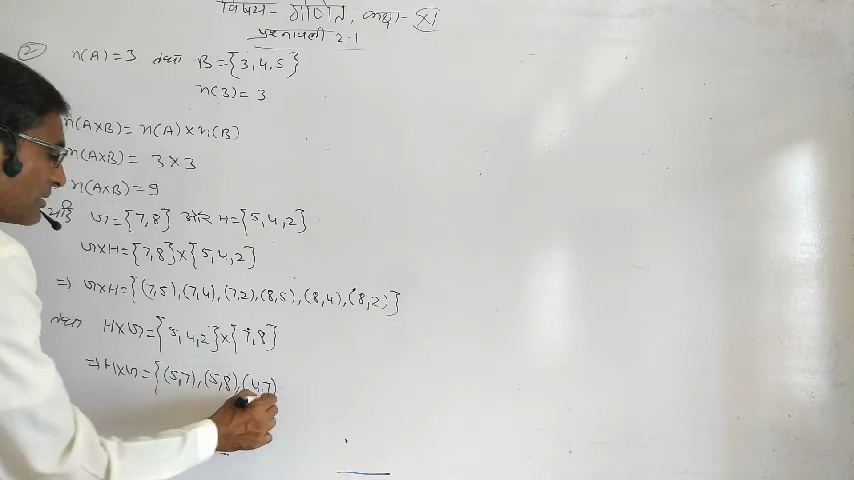 विषय - गणित, कक्षा - XI
प्रश्नावली 2.1
② n(A) = 3 तथा B = {3, 4, 5}
n(3) = 3
n(A×B) = n(A) × n(B)
n(A×B) = 3 × 3
n(A×B) = 9
यदि G = {7, 8} और H = {5, 4, 2}
G×H = {7, 8} × {5, 4, 2}
⇒ G×H = {(7,5), (7,4), (7,2), (8,5), (8,4), (8,2)}
तथा H×G = {5, 4, 2} × {7, 8}
⇒ H×G = {(5,7), (5,8), (4,7)